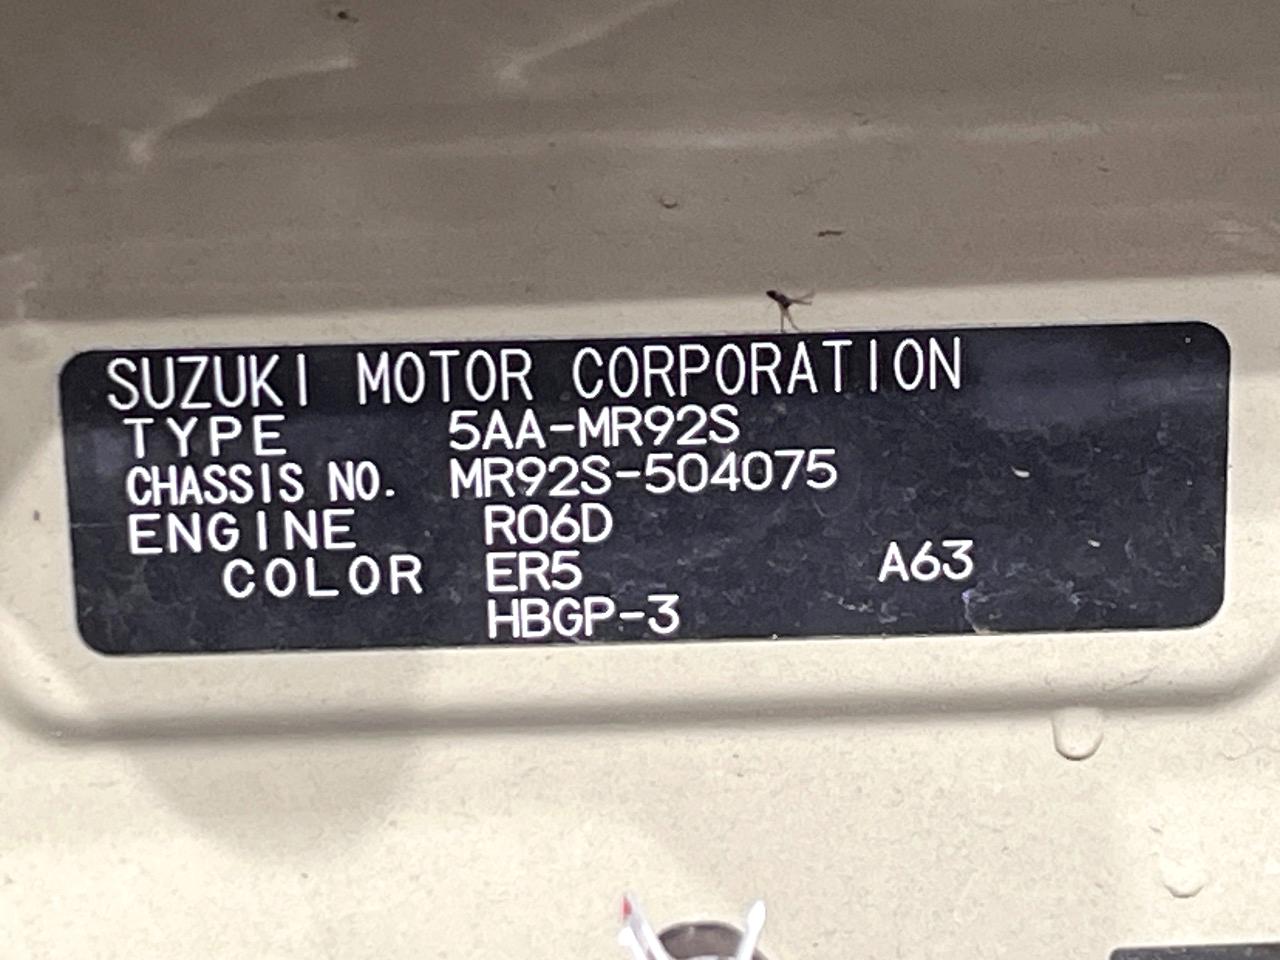 SUZUKI MOTOR CORPORATION
TYPE 5AA-MR92S
CHASSIS NO. MR92S-504075
ENGINE R06D
COLOR ER5 A63
HBGP-3